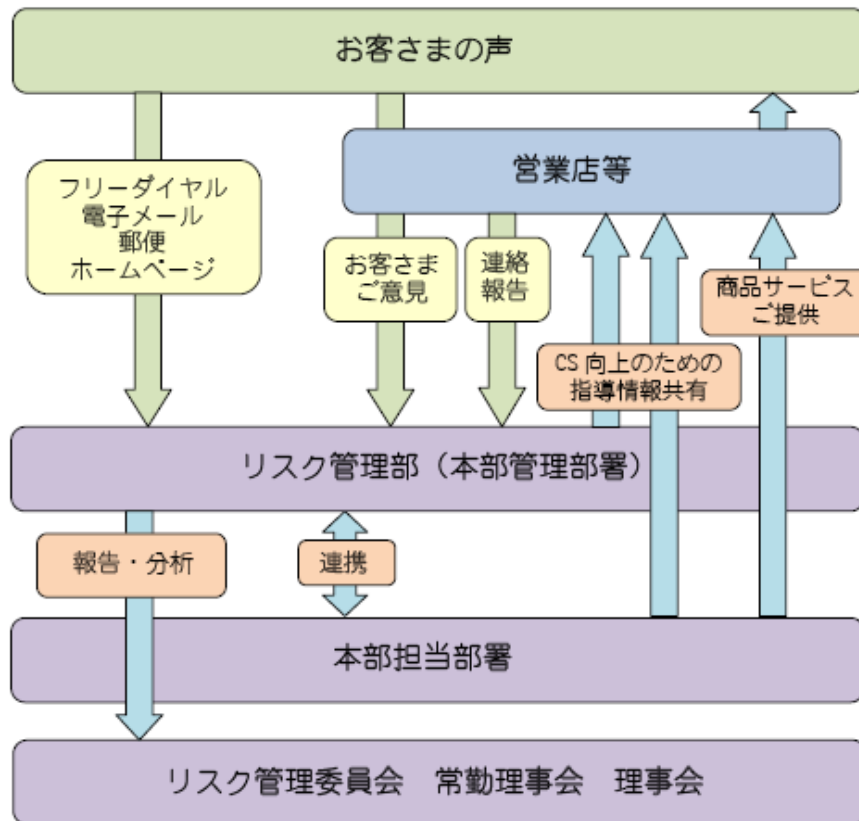 お客さまの声
営業店等
フリーダイヤル
電子メール
郵便
ホームページ
お客さま
ご意見
連絡
報告
商品サービス
ご提供
CS 向上のための
指導情報共有
リスク管理部（本部管理部署）
報告・分析
連携
本部担当部署
リスク管理委員会　常勤理事会　理事会